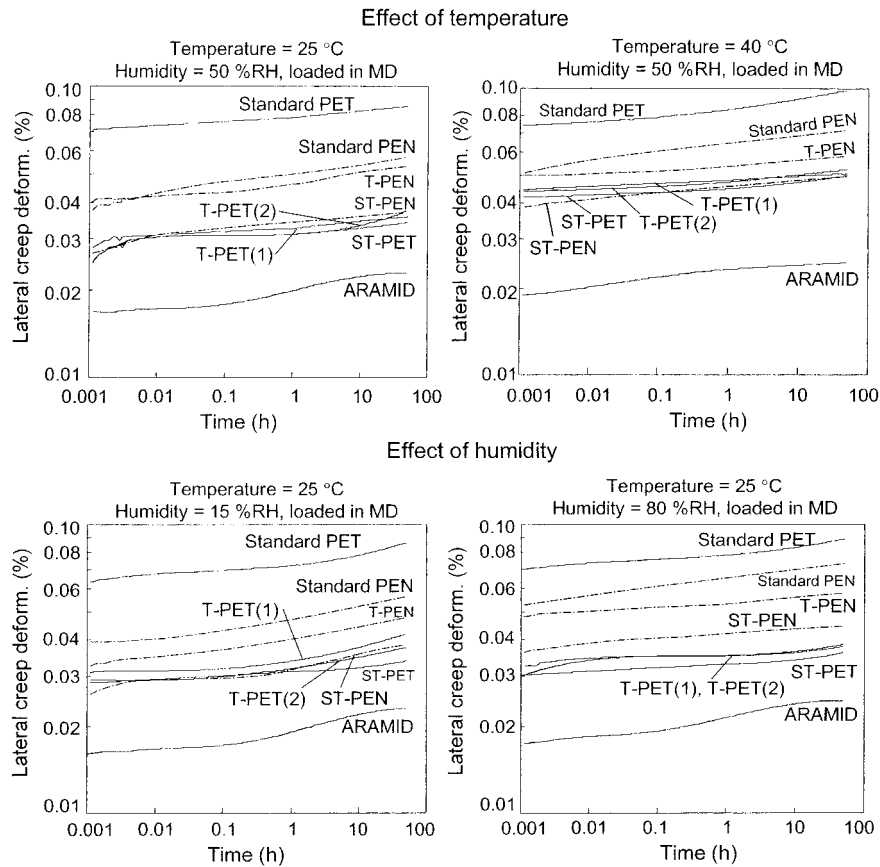 Effect of temperature
Temperature = 25 °C
Humidity = 50 %RH, loaded in MD
Lateral creep deform. (%)
0.10
0.08
0.06
0.04
0.03
0.02
0.01
Standard PET
Standard PEN
T-PEN
ST-PEN
T-PET(2)
T-PET(1)
ST-PET
ARAMID
0.001 0.01 0.1 1 10 100
Time (h)
Temperature = 40 °C
Humidity = 50 %RH, loaded in MD
Lateral creep deform. (%)
0.10
0.08
0.06
0.04
0.03
0.02
0.01
Standard PET
Standard PEN
T-PEN
T-PET(1)
ST-PET
T-PET(2)
ST-PEN
ARAMID
0.001 0.01 0.1 1 10 100
Time (h)
Effect of humidity
Temperature = 25 °C
Humidity = 15 %RH, loaded in MD
Lateral creep deform. (%)
0.10
0.08
0.06
0.04
0.03
0.02
0.01
Standard PET
Standard PEN
T-PET(1)
T-PEN
ST-PET
T-PET(2)
ST-PEN
ARAMID
0.001 0.01 0.1 1 10 100
Time (h)
Temperature = 25 °C
Humidity = 80 %RH, loaded in MD
Lateral creep deform. (%)
0.10
0.08
0.06
0.04
0.03
0.02
0.01
Standard PET
Standard PEN
T-PEN
ST-PEN
ST-PET
T-PET(1), T-PET(2)
ARAMID
0.001 0.01 0.1 1 10 100
Time (h)